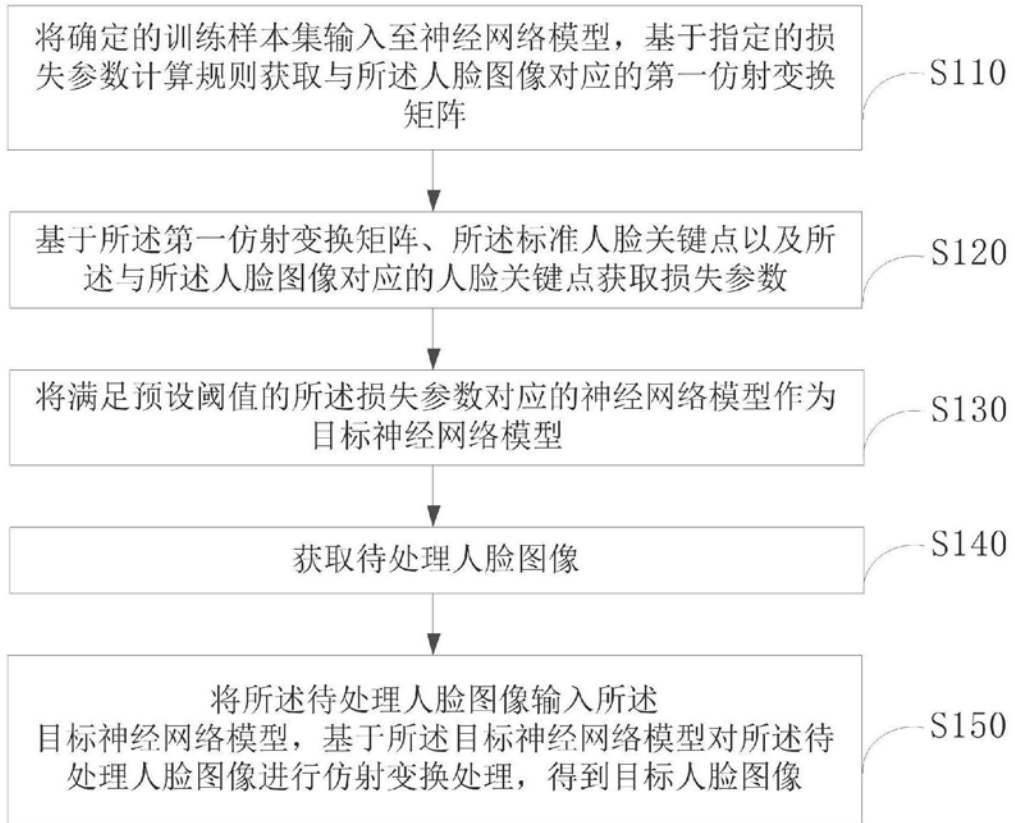 将确定的训练样本集输入至神经网络模型，基于指定的损
失参数计算规则获取与所述人脸图像对应的第一仿射变换
矩阵
S110
基于所述第一仿射变换矩阵、所述标准人脸关键点以及所
述与所述人脸图像对应的人脸关键点获取损失参数
S120
将满足预设阈值的所述损失参数对应的神经网络模型作为
目标神经网络模型
S130
获取待处理人脸图像
S140
将所述待处理人脸图像输入所述
目标神经网络模型，基于所述目标神经网络模型对所述待
处理人脸图像进行仿射变换处理，得到目标人脸图像
S150